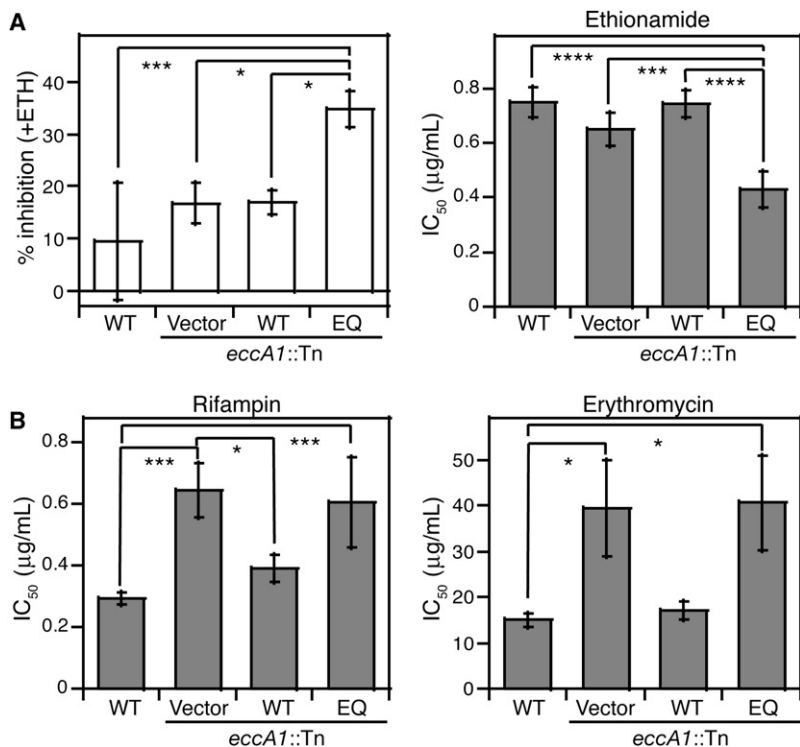 A
% inhibition (+ETH)
40
30
20
10
0
***
*
*
WT
Vector
WT
EQ
eccA1::Tn
Ethionamide
IC50 (μg/mL)
0.8
0.6
0.4
0.2
0
****
***
****
WT
Vector
WT
EQ
eccA1::Tn
B
Rifampin
IC50 (μg/mL)
0.8
0.6
0.4
0.2
0
***
*
***
WT
Vector
WT
EQ
eccA1::Tn
Erythromycin
IC50 (μg/mL)
50
40
30
20
10
0
*
*
WT
Vector
WT
EQ
eccA1::Tn